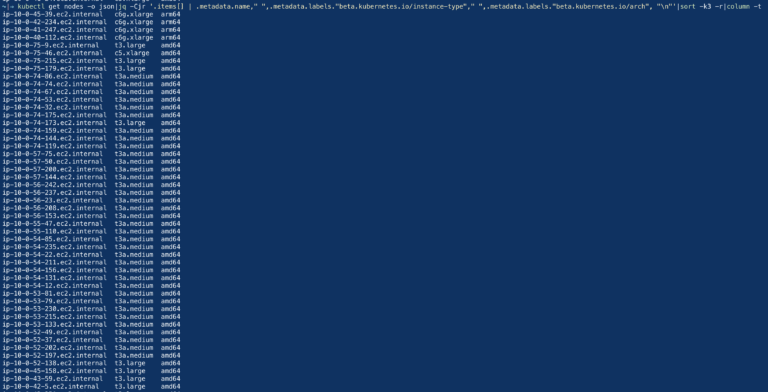 ~|⇒ kubectl get nodes -o json|jq -Cjr '.items[] | .metadata.name," ",.metadata.labels."beta.kubernetes.io/instance-type"," ",.metadata.labels."beta.kubernetes.io/arch", "\n"'|sort -k3 -r|column -t
ip-10-0-45-39.ec2.internal c6g.xlarge arm64
ip-10-0-42-234.ec2.internal c6g.xlarge arm64
ip-10-0-41-247.ec2.internal c6g.xlarge arm64
ip-10-0-40-112.ec2.internal c6g.xlarge arm64
ip-10-0-75-9.ec2.internal t3.large amd64
ip-10-0-75-46.ec2.internal c5.xlarge amd64
ip-10-0-75-215.ec2.internal t3.large amd64
ip-10-0-75-179.ec2.internal t3.large amd64
ip-10-0-74-86.ec2.internal t3a.medium amd64
ip-10-0-74-74.ec2.internal t3a.medium amd64
ip-10-0-74-67.ec2.internal t3a.medium amd64
ip-10-0-74-53.ec2.internal t3a.medium amd64
ip-10-0-74-32.ec2.internal t3a.medium amd64
ip-10-0-74-175.ec2.internal t3a.medium amd64
ip-10-0-74-173.ec2.internal t3.large amd64
ip-10-0-74-159.ec2.internal t3a.medium amd64
ip-10-0-74-144.ec2.internal t3a.medium amd64
ip-10-0-74-119.ec2.internal t3a.medium amd64
ip-10-0-57-75.ec2.internal t3a.medium amd64
ip-10-0-57-50.ec2.internal t3a.medium amd64
ip-10-0-57-200.ec2.internal t3a.medium amd64
ip-10-0-57-144.ec2.internal t3a.medium amd64
ip-10-0-56-242.ec2.internal t3a.medium amd64
ip-10-0-56-237.ec2.internal t3a.medium amd64
ip-10-0-56-23.ec2.internal t3a.medium amd64
ip-10-0-56-208.ec2.internal t3a.medium amd64
ip-10-0-56-153.ec2.internal t3a.medium amd64
ip-10-0-55-47.ec2.internal t3a.medium amd64
ip-10-0-55-110.ec2.internal t3a.medium amd64
ip-10-0-54-85.ec2.internal t3a.medium amd64
ip-10-0-54-235.ec2.internal t3a.medium amd64
ip-10-0-54-22.ec2.internal t3a.medium amd64
ip-10-0-54-211.ec2.internal t3a.medium amd64
ip-10-0-54-156.ec2.internal t3a.medium amd64
ip-10-0-54-131.ec2.internal t3a.medium amd64
ip-10-0-54-12.ec2.internal t3a.medium amd64
ip-10-0-53-81.ec2.internal t3a.medium amd64
ip-10-0-53-79.ec2.internal t3a.medium amd64
ip-10-0-53-230.ec2.internal t3a.medium amd64
ip-10-0-53-215.ec2.internal t3a.medium amd64
ip-10-0-53-133.ec2.internal t3a.medium amd64
ip-10-0-52-49.ec2.internal t3a.medium amd64
ip-10-0-52-37.ec2.internal t3a.medium amd64
ip-10-0-52-202.ec2.internal t3a.medium amd64
ip-10-0-52-197.ec2.internal t3a.medium amd64
ip-10-0-52-138.ec2.internal t3.large amd64
ip-10-0-45-158.ec2.internal t3.large amd64
ip-10-0-43-59.ec2.internal t3.large amd64
ip-10-0-42-5.ec2.internal t3.large amd64